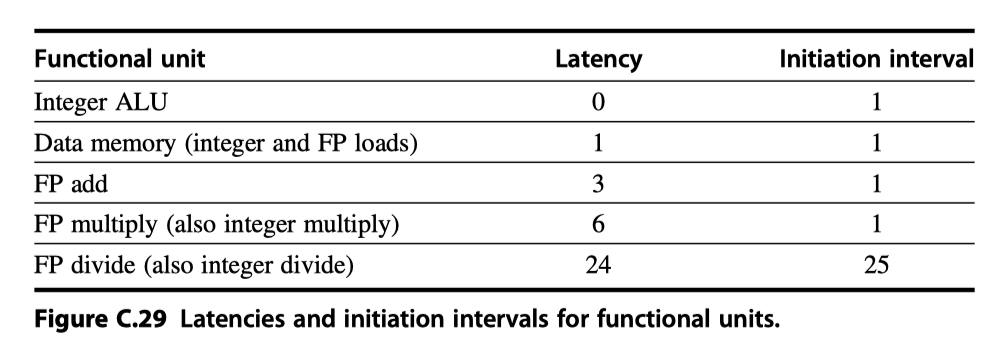 Functional unit Latency Initiation interval
Integer ALU 0 1
Data memory (integer and FP loads) 1 1
FP add 3 1
FP multiply (also integer multiply) 6 1
FP divide (also integer divide) 24 25
Figure C.29 Latencies and initiation intervals for functional units.